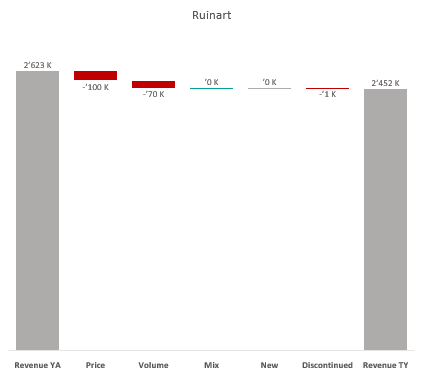 Ruinart
2’623 K
-’100 K
-’70 K
’0 K
’0 K
-’1 K
2’452 K
Revenue YA Price Volume Mix New Discontinued Revenue TY